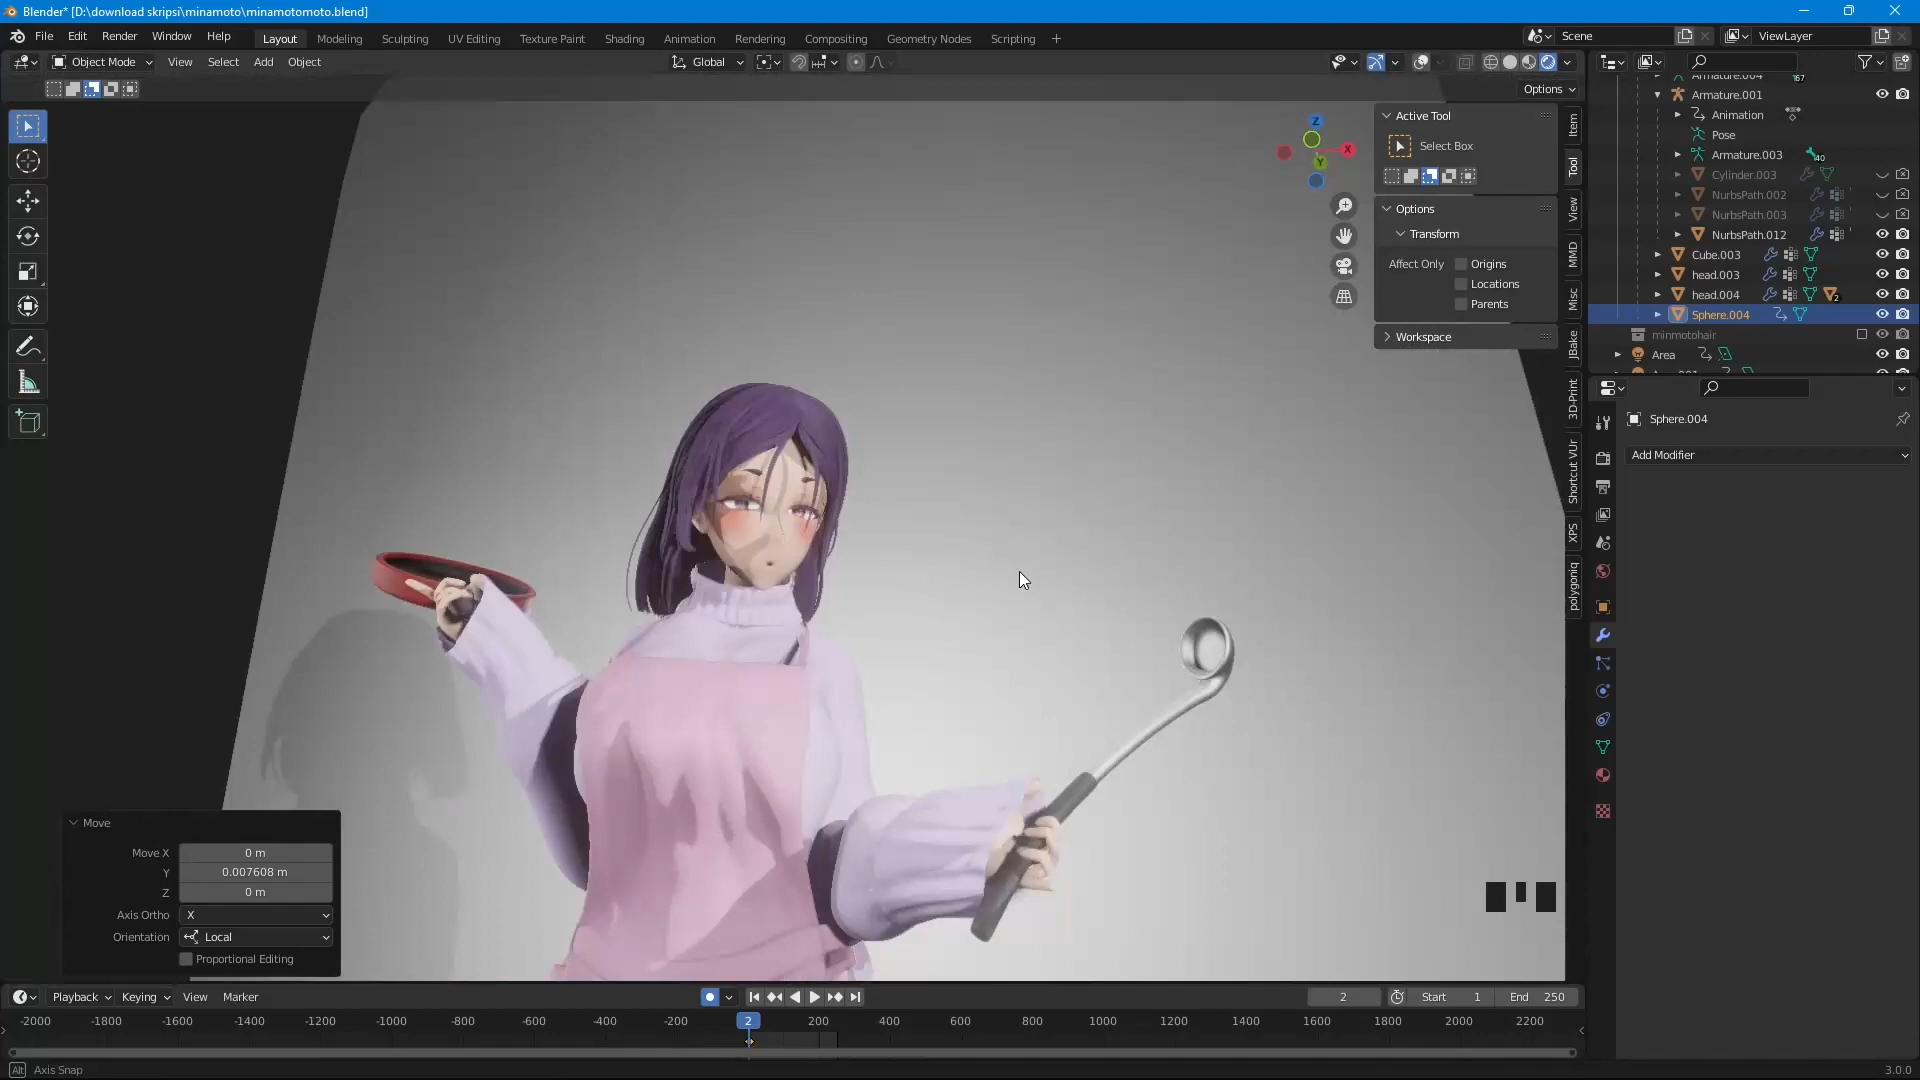 Blender* [D:\download skripsi\minamoto\minamotomoto.blend]
File Edit Render Window Help Layout Modeling Sculpting UV Editing Texture Paint Shading Animation Rendering Compositing Geometry Nodes Scripting + Scene ViewLayer
Object Mode View Select Add Object Global
Options
Z
X
Y
Active Tool
Select Box
Options
Transform
Affect Only Origins
Locations
Parents
Workspace
Item
Tool
View
MMD
Misc
JBake
3D-Print
Shortcut VUr
XPS
polygoniq
Armature.004 167
Armature.001
Animation
Pose
Armature.003 40
Cylinder.003
NurbsPath.002
NurbsPath.003
NurbsPath.012
Cube.003
head.003
head.004 2
Sphere.004
minmotohair
Area
Sphere.004
Add Modifier
Move
Move X 0 m
Y 0.007608 m
Z 0 m
Axis Ortho X
Orientation Local
Proportional Editing
Playback Keying View Marker 2 Start 1 End 250
-2000 -1800 -1600 -1400 -1200 -1000 -800 -600 -400 -200 2 200 400 600 800 1000 1200 1400 1600 1800 2000 2200
Alt Axis Snap 3.0.0